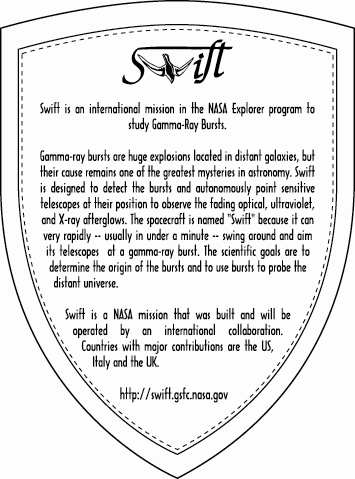 Swift
Swift is an international mission in the NASA Explorer program to
study Gamma-Ray Bursts.
Gamma-ray bursts are huge explosions located in distant galaxies, but
their cause remains one of the greatest mysteries in astronomy. Swift
is designed to detect the bursts and autonomously point sensitive
telescopes at their position to observe the fading optical, ultraviolet,
and X-ray afterglows. The spacecraft is named "Swift" because it can
very rapidly -- usually in under a minute -- swing around and aim
its telescopes at a gamma-ray burst. The scientific goals are to
determine the origin of the bursts and to use bursts to probe the
distant universe.
Swift is a NASA mission that was built and will be
operated by an international collaboration.
Countries with major contributions are the US,
Italy and the UK.
http://swift.gsfc.nasa.gov